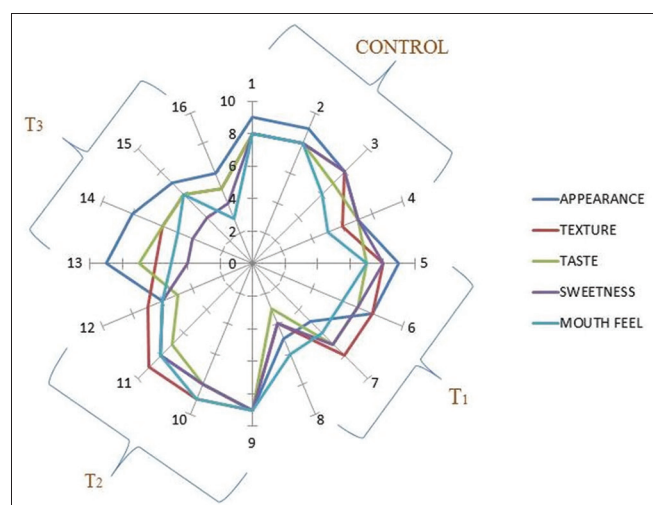 CONTROL
T3
T1
T2
1
2
3
4
5
6
7
8
9
10
11
12
13
14
15
16
10
8
6
4
2
0
APPEARANCE
TEXTURE
TASTE
SWEETNESS
MOUTH FEEL